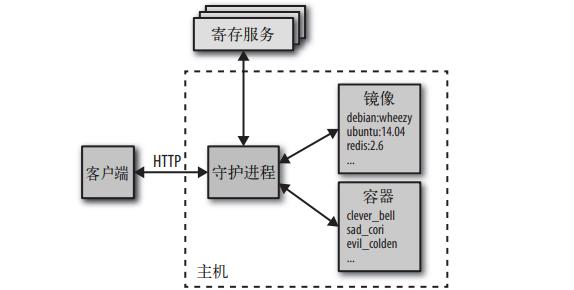 寄存服务
镜像
debian:wheezy
ubuntu:14.04
redis:2.6
...
HTTP
客户端
守护进程
容器
clever_bell
sad_cori
evil_colden
...
主机